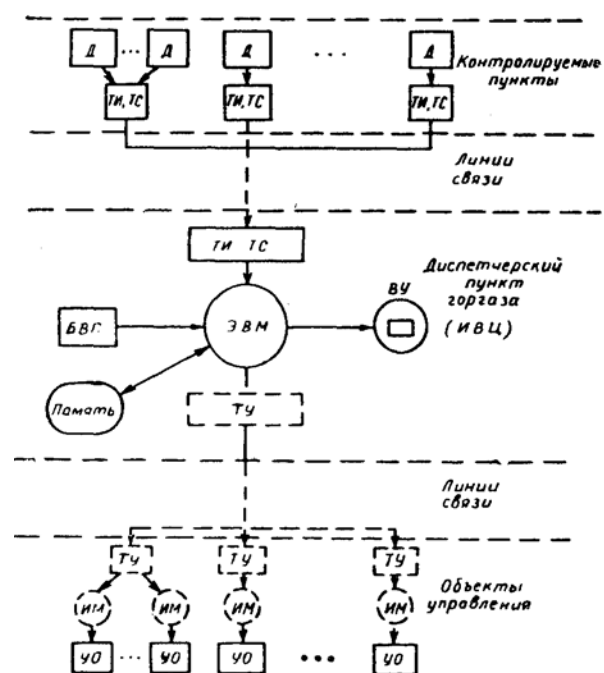 Д ... Д Д ... Д
Контролируемые
пункты
ТИ,ТС ТИ,ТС ТИ,ТС
Линии
связи
ТИ ТС
Диспетчерский
пункт
горгаза
(ИВЦ)
ВУ
БВГ
ЭВМ
Память
ТУ
Линии
связи
ТУ ТУ ТУ
Объекты
управления
ИМ ИМ ИМ ИМ
УО ... УО УО ... УО